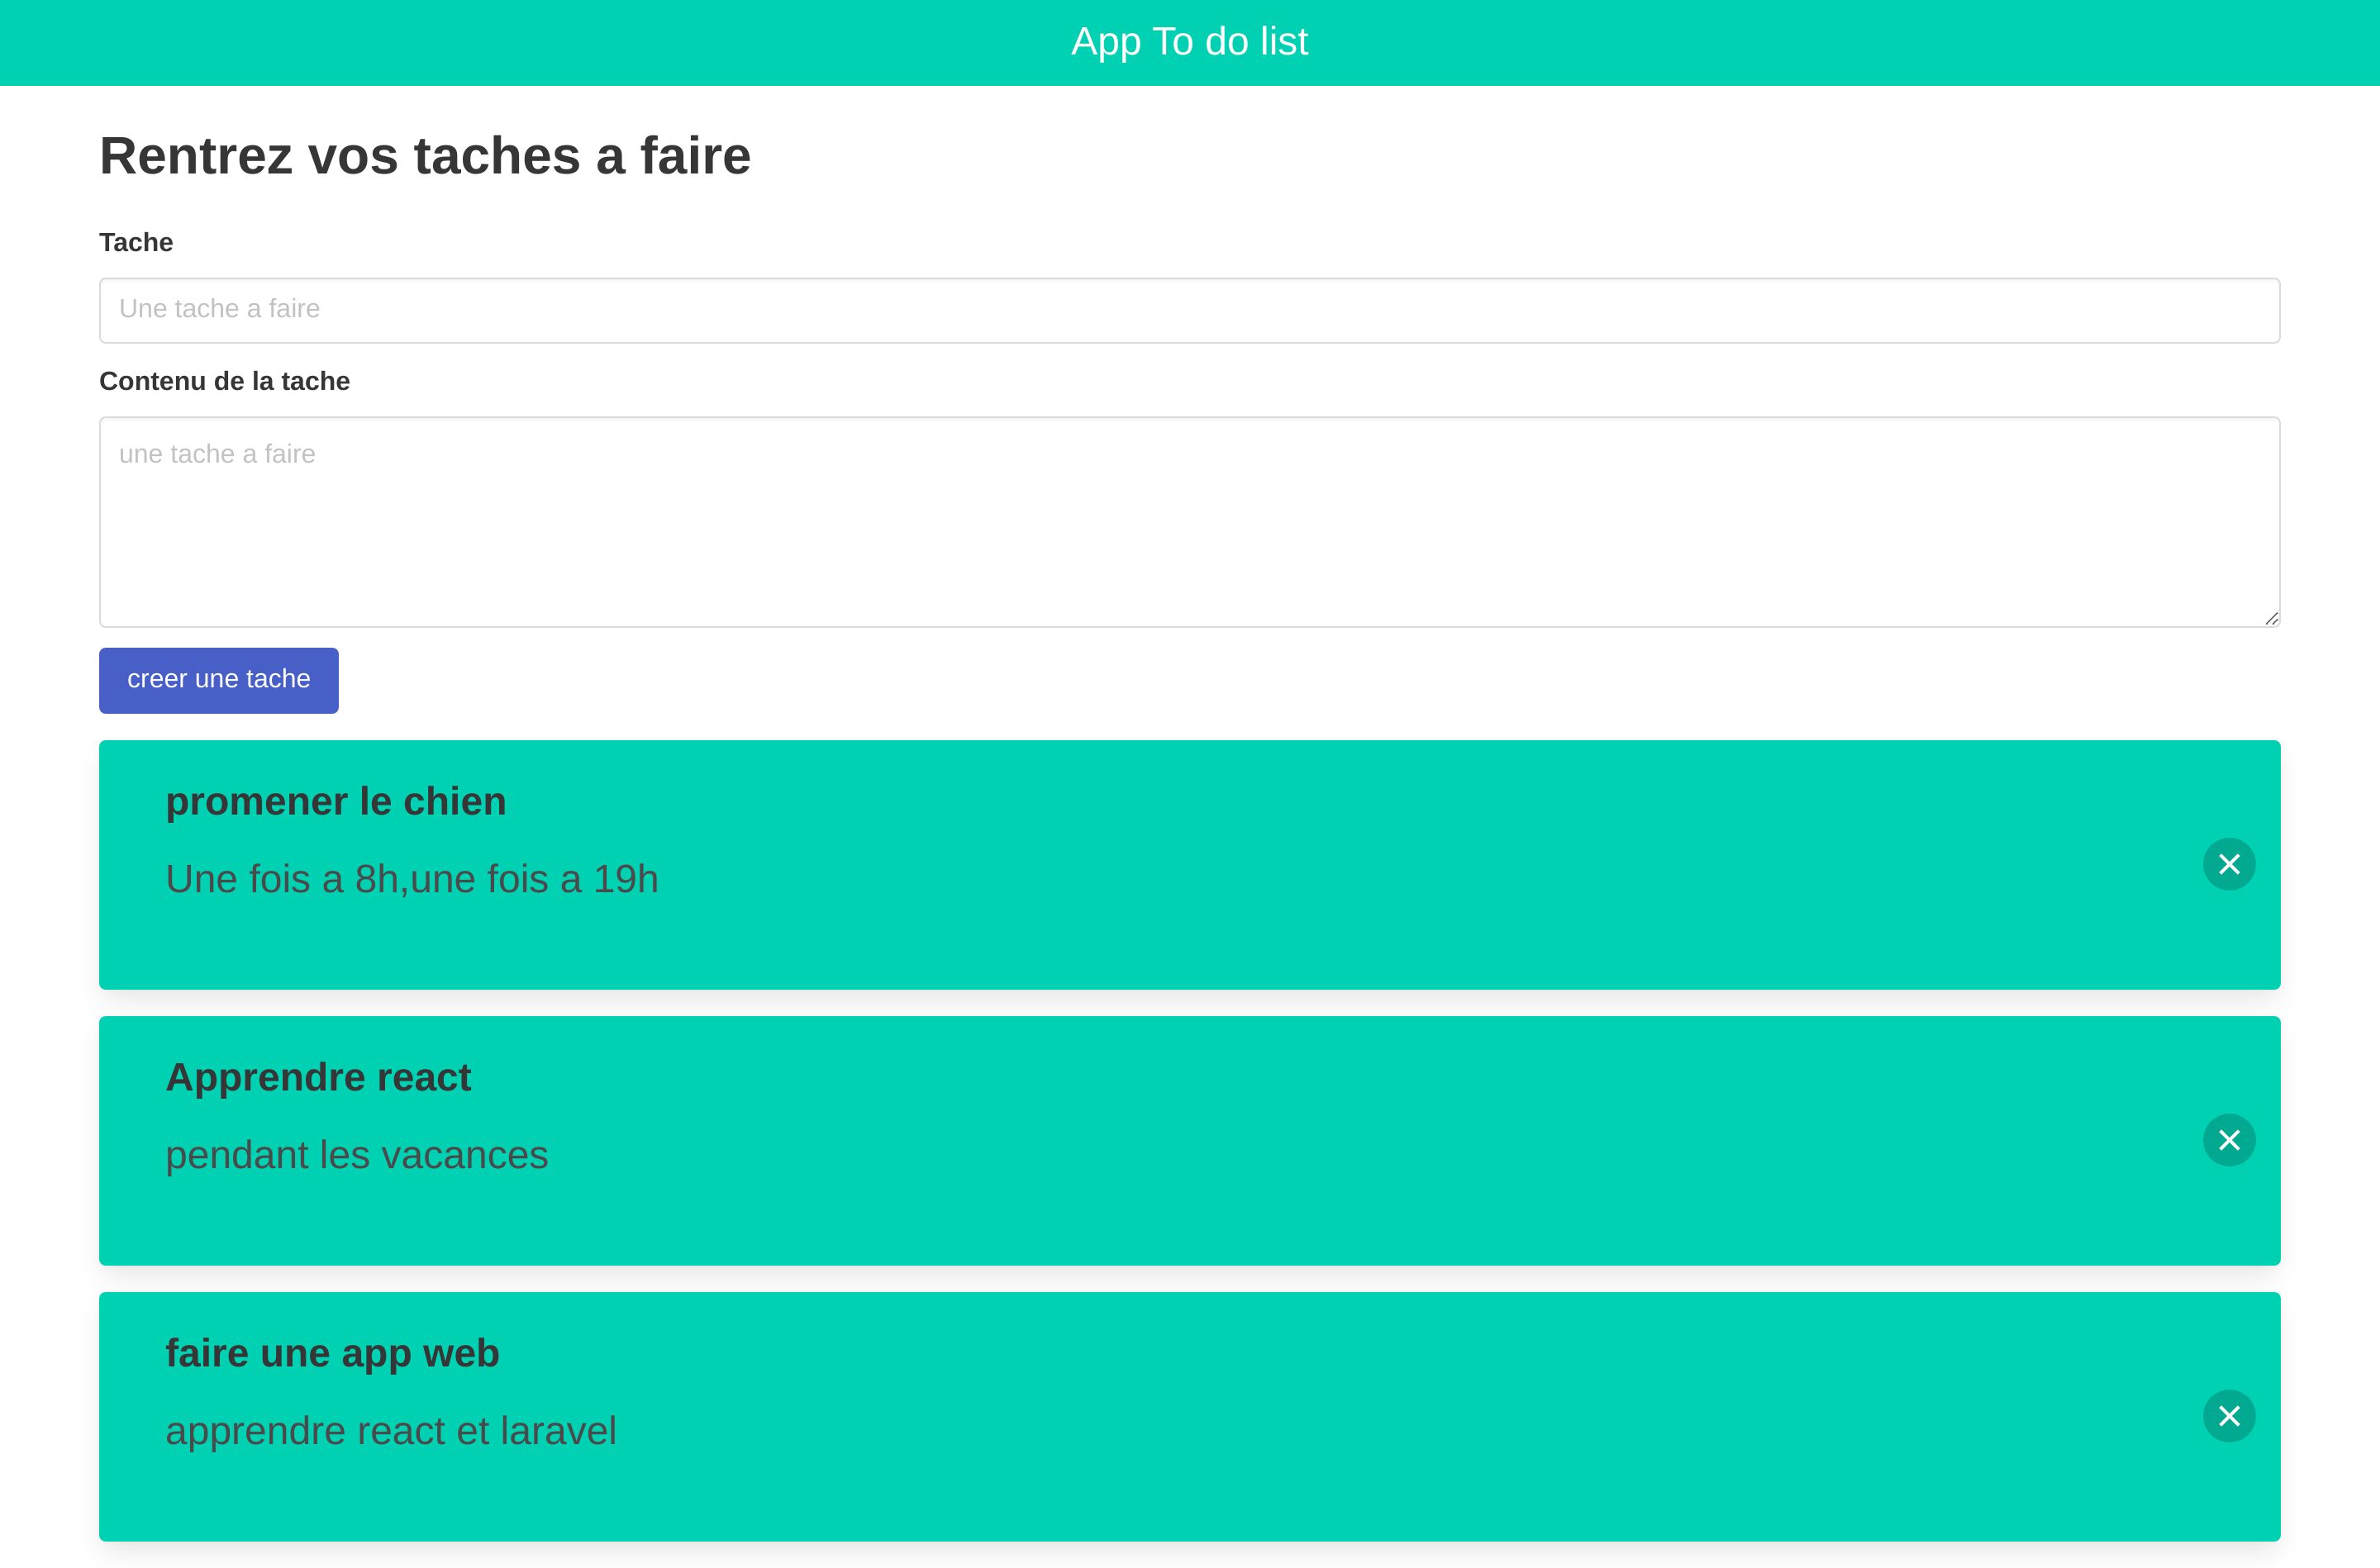 App To do list
Rentrez vos taches a faire
Tache
Une tache a faire
Contenu de la tache
une tache a faire
creer une tache
promener le chien
Une fois a 8h,une fois a 19h
Apprendre react
pendant les vacances
faire une app web
apprendre react et laravel